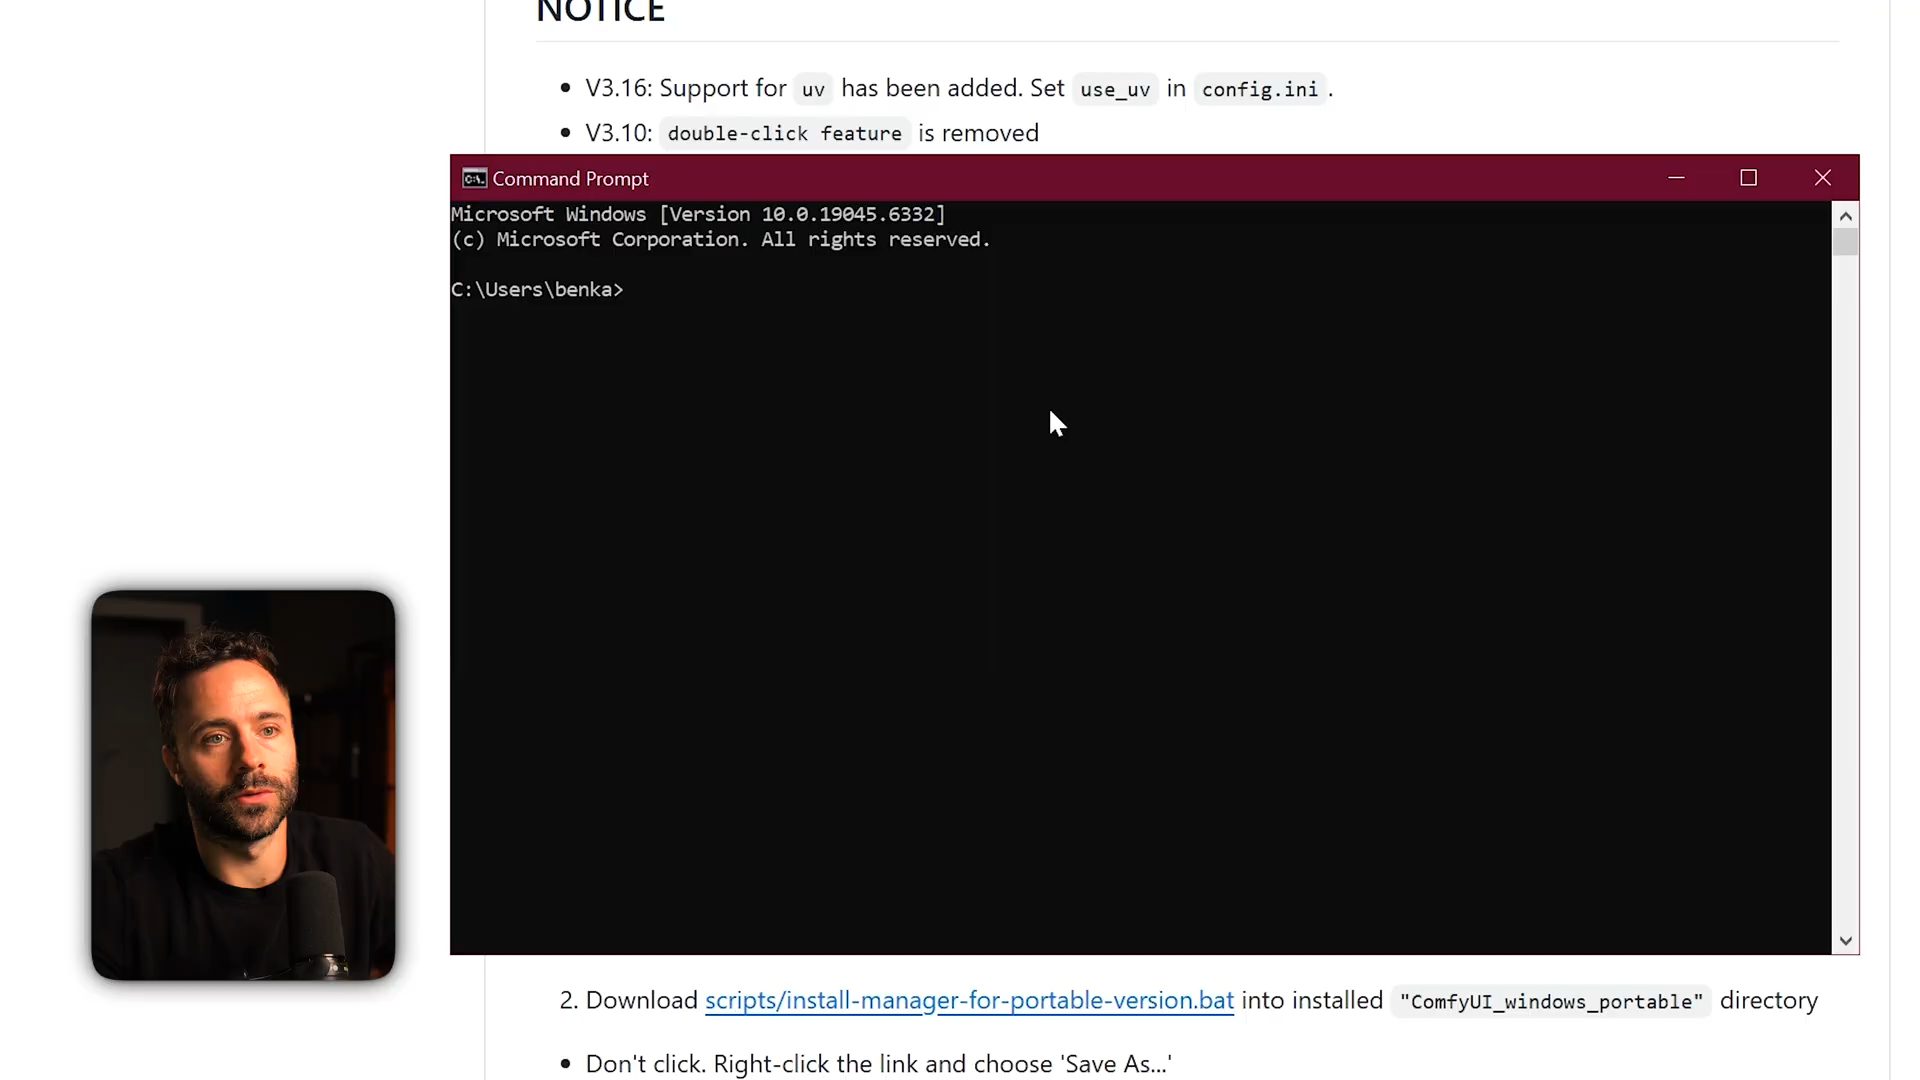 NOTICE
• V3.16: Support for uv has been added. Set use_uv in config.ini.
• V3.10: double-click feature is removed
Command Prompt
Microsoft Windows [Version 10.0.19045.6332]
(c) Microsoft Corporation. All rights reserved.
C:\Users\benka>
2. Download scripts/install-manager-for-portable-version.bat into installed "ComfyUI_windows_portable" directory
• Don't click. Right-click the link and choose 'Save As...'